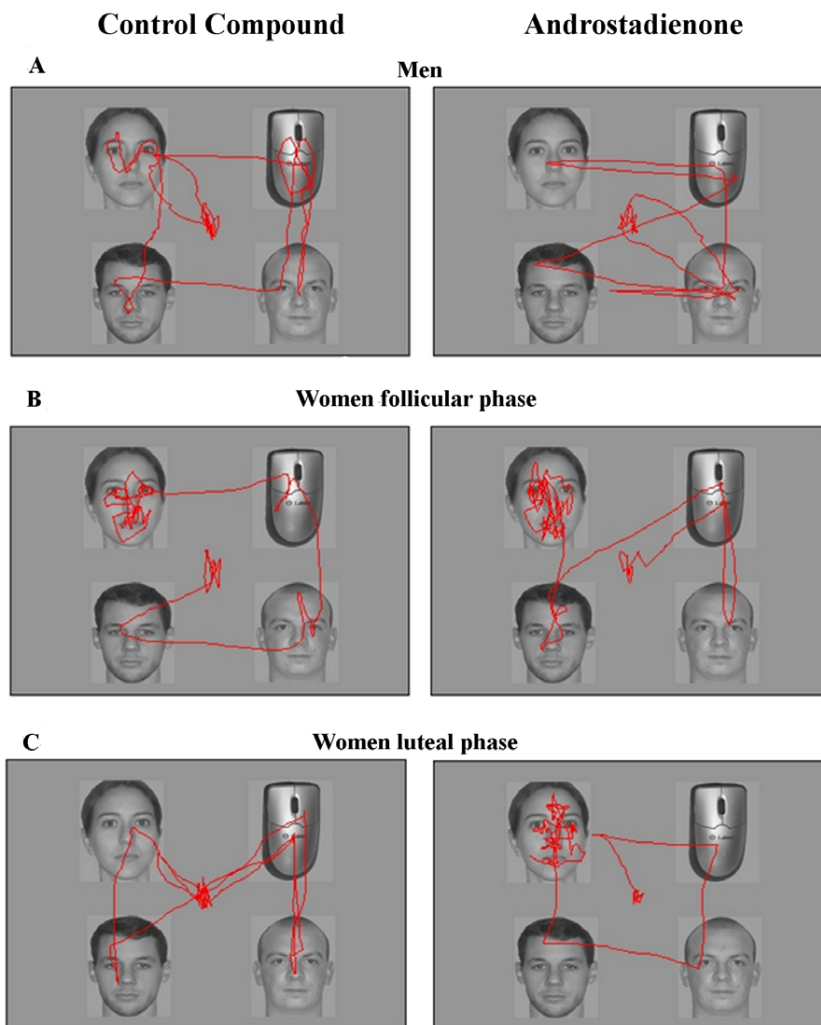 Control Compound Androstadienone
A
Men
B
Women follicular phase
C
Women luteal phase